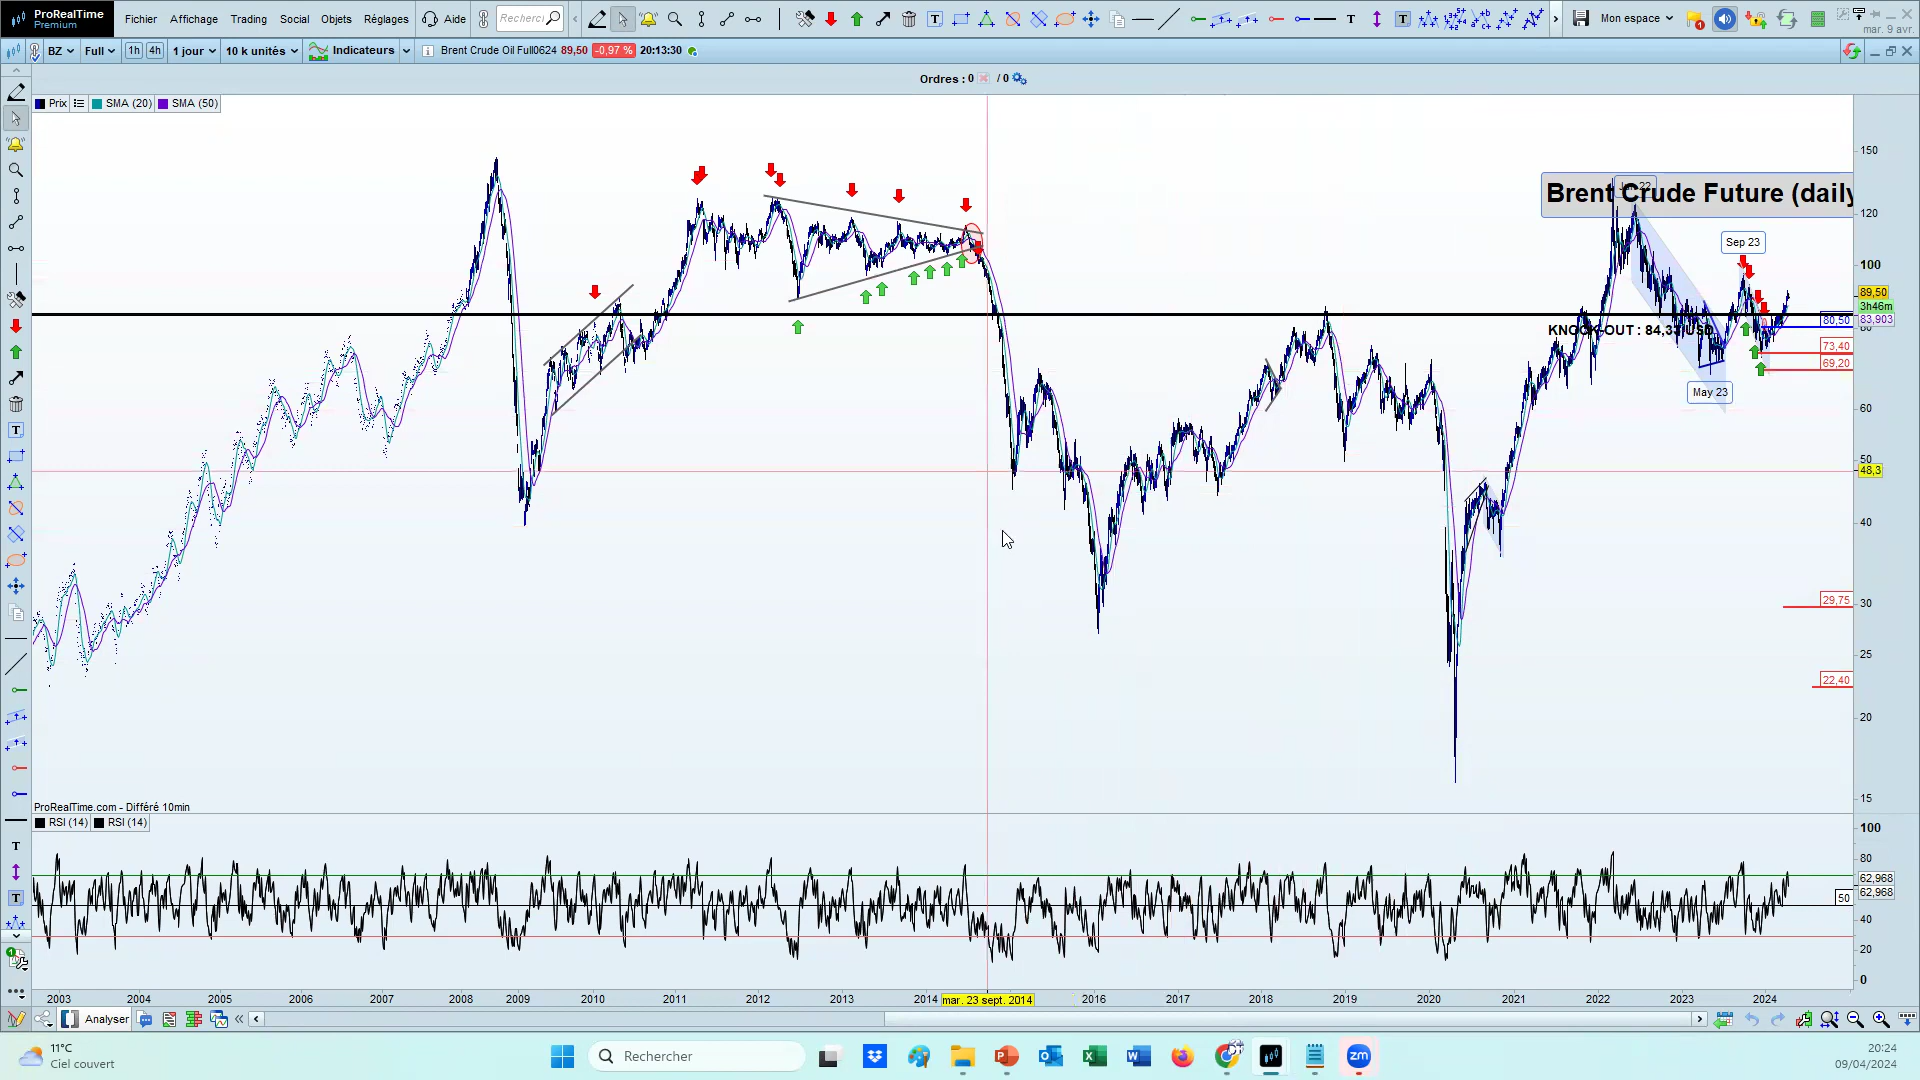 ProRealTime
Premium
Fichier Affichage Trading Social Objets Réglages Aide
Mon espace
mar. 9 avr.
BZ Full 1h 4h 1 jour 10 k unités Indicateurs Brent Crude Oil Full0624 89,50 -0,97 % 20:13:30
Ordres : 0 / 0
Prix SMA (20) SMA (50)
150
Brent Crude Future (daily
120
Sep 23
100
89,50
3h46m
80,50
83,903
KNOCK-OUT : 84,33 USD
80
73,40
69,20
May 23
60
50
48,3
40
29,75
30
25
22,40
20
15
ProRealTime.com - Différé 10min
RSI (14) RSI (14)
100
80
62,968
62,968
50
40
20
0
2003 2004 2005 2006 2007 2008 2009 2010 2011 2012 2013 2014 mar. 23 sept. 2014 2016 2017 2018 2019 2020 2021 2022 2023 2024
Analyser
11°C
Ciel couvert
Rechercher
20:24
09/04/2024